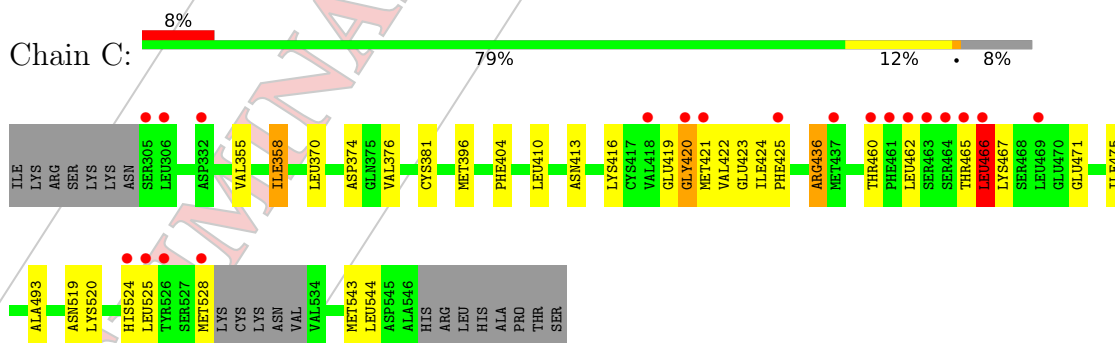 8%
Chain C:
79% 12% • 8%
ILE LYS ARG SER LYS LYS ASN SER305 LEU306 ASP332 VAL355 ILE358 LEU370 ASP374 GLN375 VAL376 CYS381 MET396 PHE404 LEU410 ASN413 LYS416 CYS417 VAL418 GLU419 GLY420 MET421 VAL422 GLU423 ILE424 PHE425 ARG436 MET437 THR460 PHE461 LEU462 SER463 SER464 THR465 LEU466 LYS467 SER468 LEU469 GLU470 GLU471
ALA493 ASN519 LYS520 HIS524 LEU525 TYR526 SER527 MET528 LYS CYS LYS ASN VAL VAL534 MET543 LEU544 ASP545 ALA546 HIS ARG LEU HIS ALA PRO THR SER